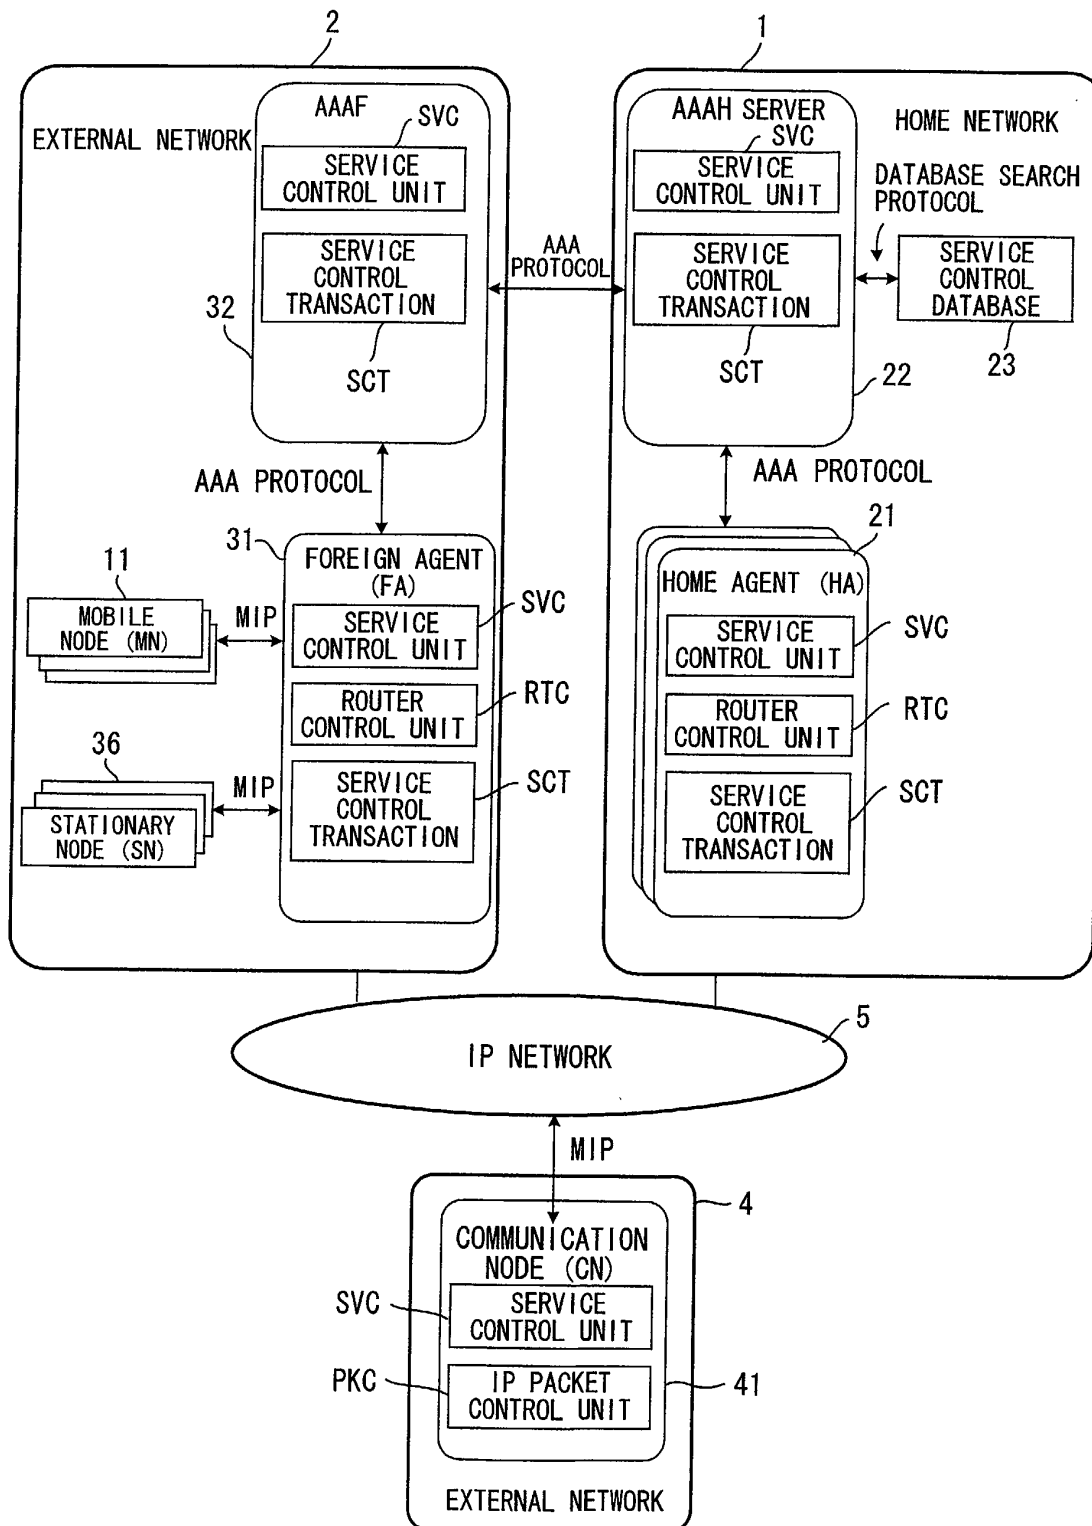 2
1
EXTERNAL NETWORK
AAAF
SVC
SERVICE
CONTROL UNIT
SERVICE
CONTROL
TRANSACTION
32
SCT
AAA
PROTOCOL
AAAH SERVER
SVC
SERVICE
CONTROL UNIT
SERVICE
CONTROL
TRANSACTION
SCT
22
HOME NETWORK
DATABASE SEARCH
PROTOCOL
SERVICE
CONTROL
DATABASE
23
AAA PROTOCOL
AAA PROTOCOL
31
FOREIGN AGENT
(FA)
SERVICE
CONTROL UNIT
SVC
ROUTER
CONTROL UNIT
RTC
SERVICE
CONTROL
TRANSACTION
SCT
11
MOBILE
NODE (MN)
MIP
36
STATIONARY
NODE (SN)
MIP
21
HOME AGENT (HA)
SERVICE
CONTROL UNIT
SVC
ROUTER
CONTROL UNIT
RTC
SERVICE
CONTROL
TRANSACTION
SCT
IP NETWORK
5
MIP
4
COMMUNICATION
NODE (CN)
SVC
SERVICE
CONTROL UNIT
PKC
IP PACKET
CONTROL UNIT
41
EXTERNAL NETWORK